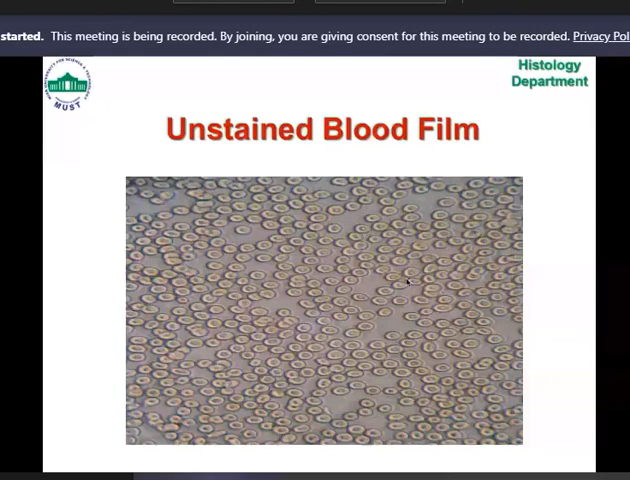 started. This meeting is being recorded. By joining, you are giving consent for this meeting to be recorded. Privacy Pol
Histology
Department
MUST
Unstained Blood Film